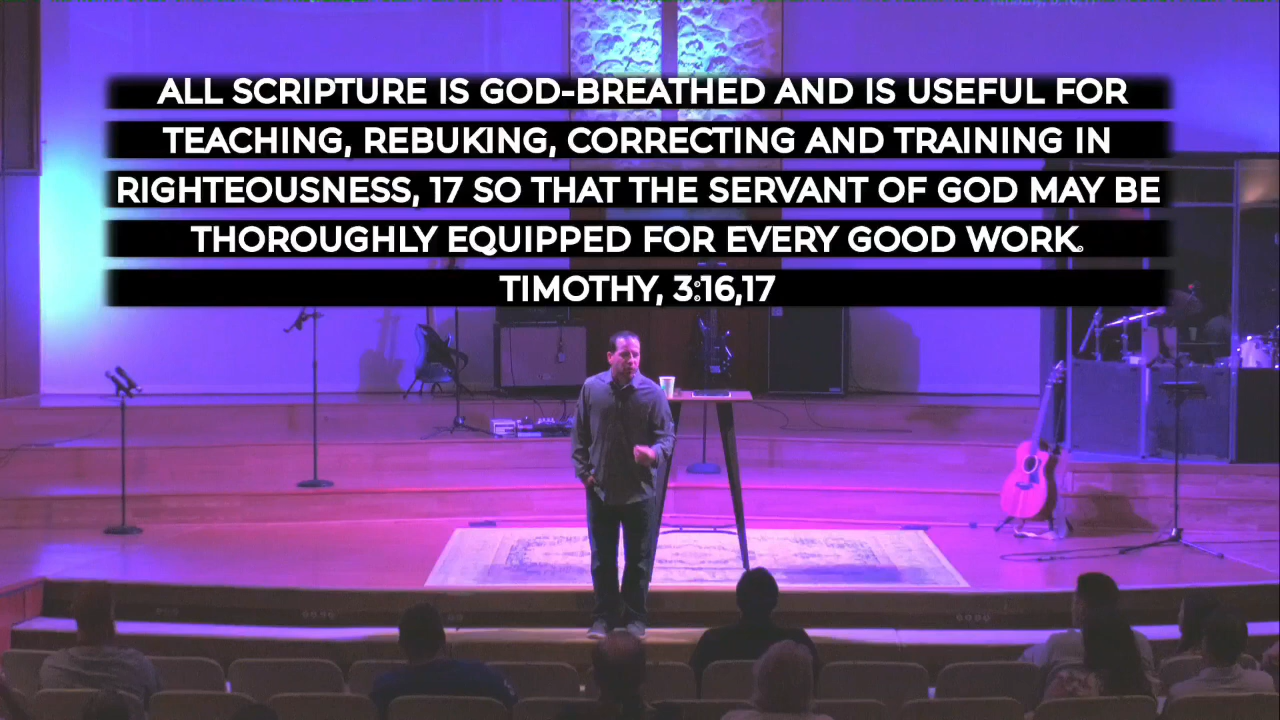 ALL SCRIPTURE IS GOD-BREATHED AND IS USEFUL FOR
TEACHING, REBUKING, CORRECTING AND TRAINING IN
RIGHTEOUSNESS, 17 SO THAT THE SERVANT OF GOD MAY BE
THOROUGHLY EQUIPPED FOR EVERY GOOD WORK.
TIMOTHY, 3:16,17